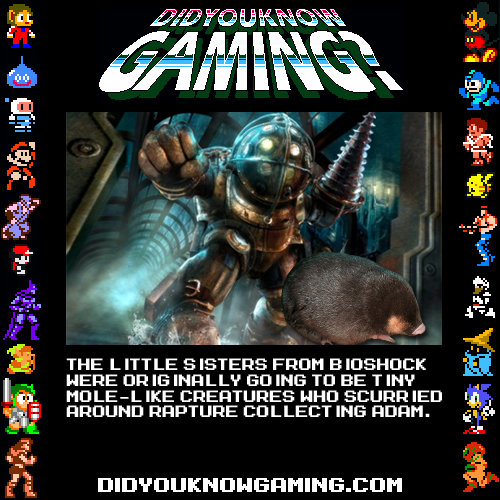 DIDYOUKNOW
GAMING?
THE LITTLE SISTERS FROM BIOSHOCK
WERE ORIGINALLY GOING TO BE TINY
MOLE-LIKE CREATURES WHO SCURRIED
AROUND RAPTURE COLLECTING ADAM.
DIDYOUKNOWGAMING.COM